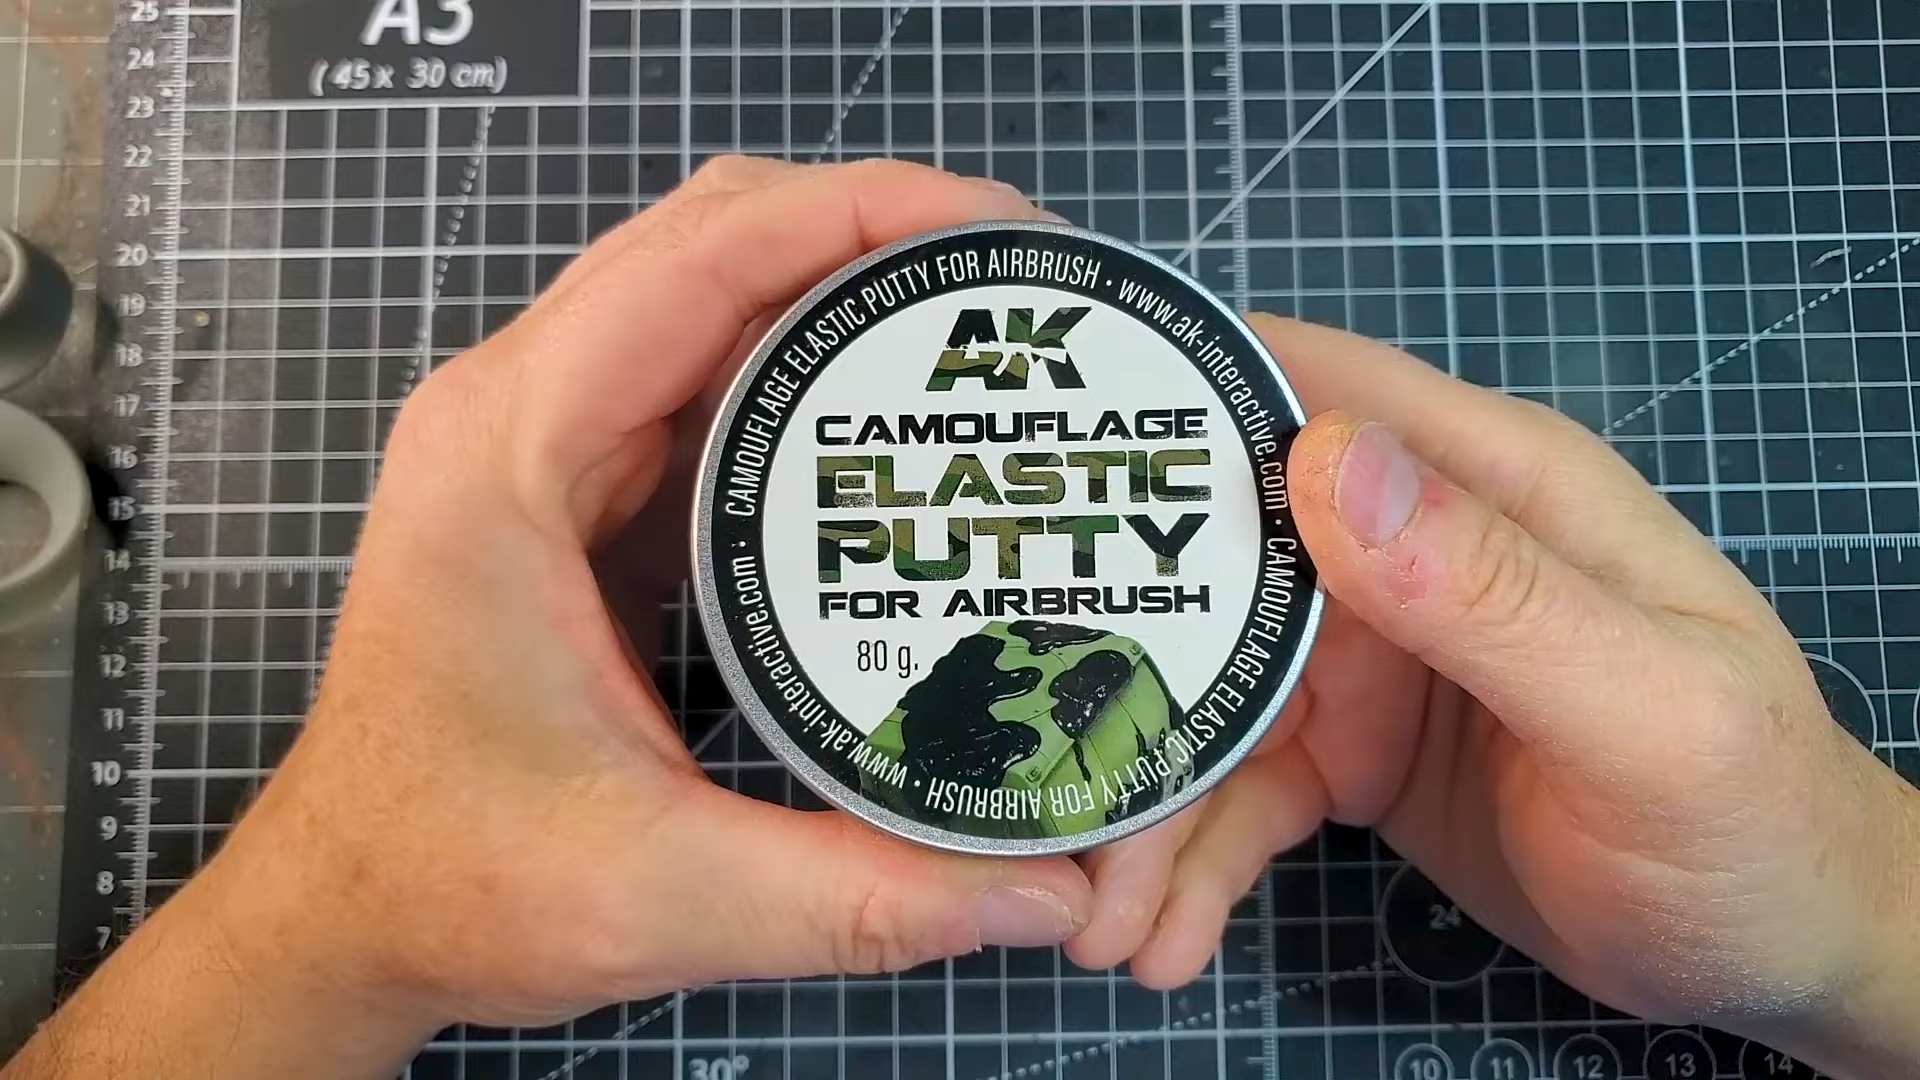 A3
(45x 30 cm)
25
24
23
22
21
20
19
18
17
16
15
14
13
12
11
10
9
8
7
CAMOUFLAGE ELASTIC PUTTY FOR AIRBRUSH • www.ak-interactive.com • CAMOUFLAGE ELASTIC PUTTY FOR AIRBRUSH • www.ak-interactive.com •
AK
CAMOUFLAGE
ELASTIC
PUTTY
FOR AIRBRUSH
80 g.
24
30°
10 11 12 13 14